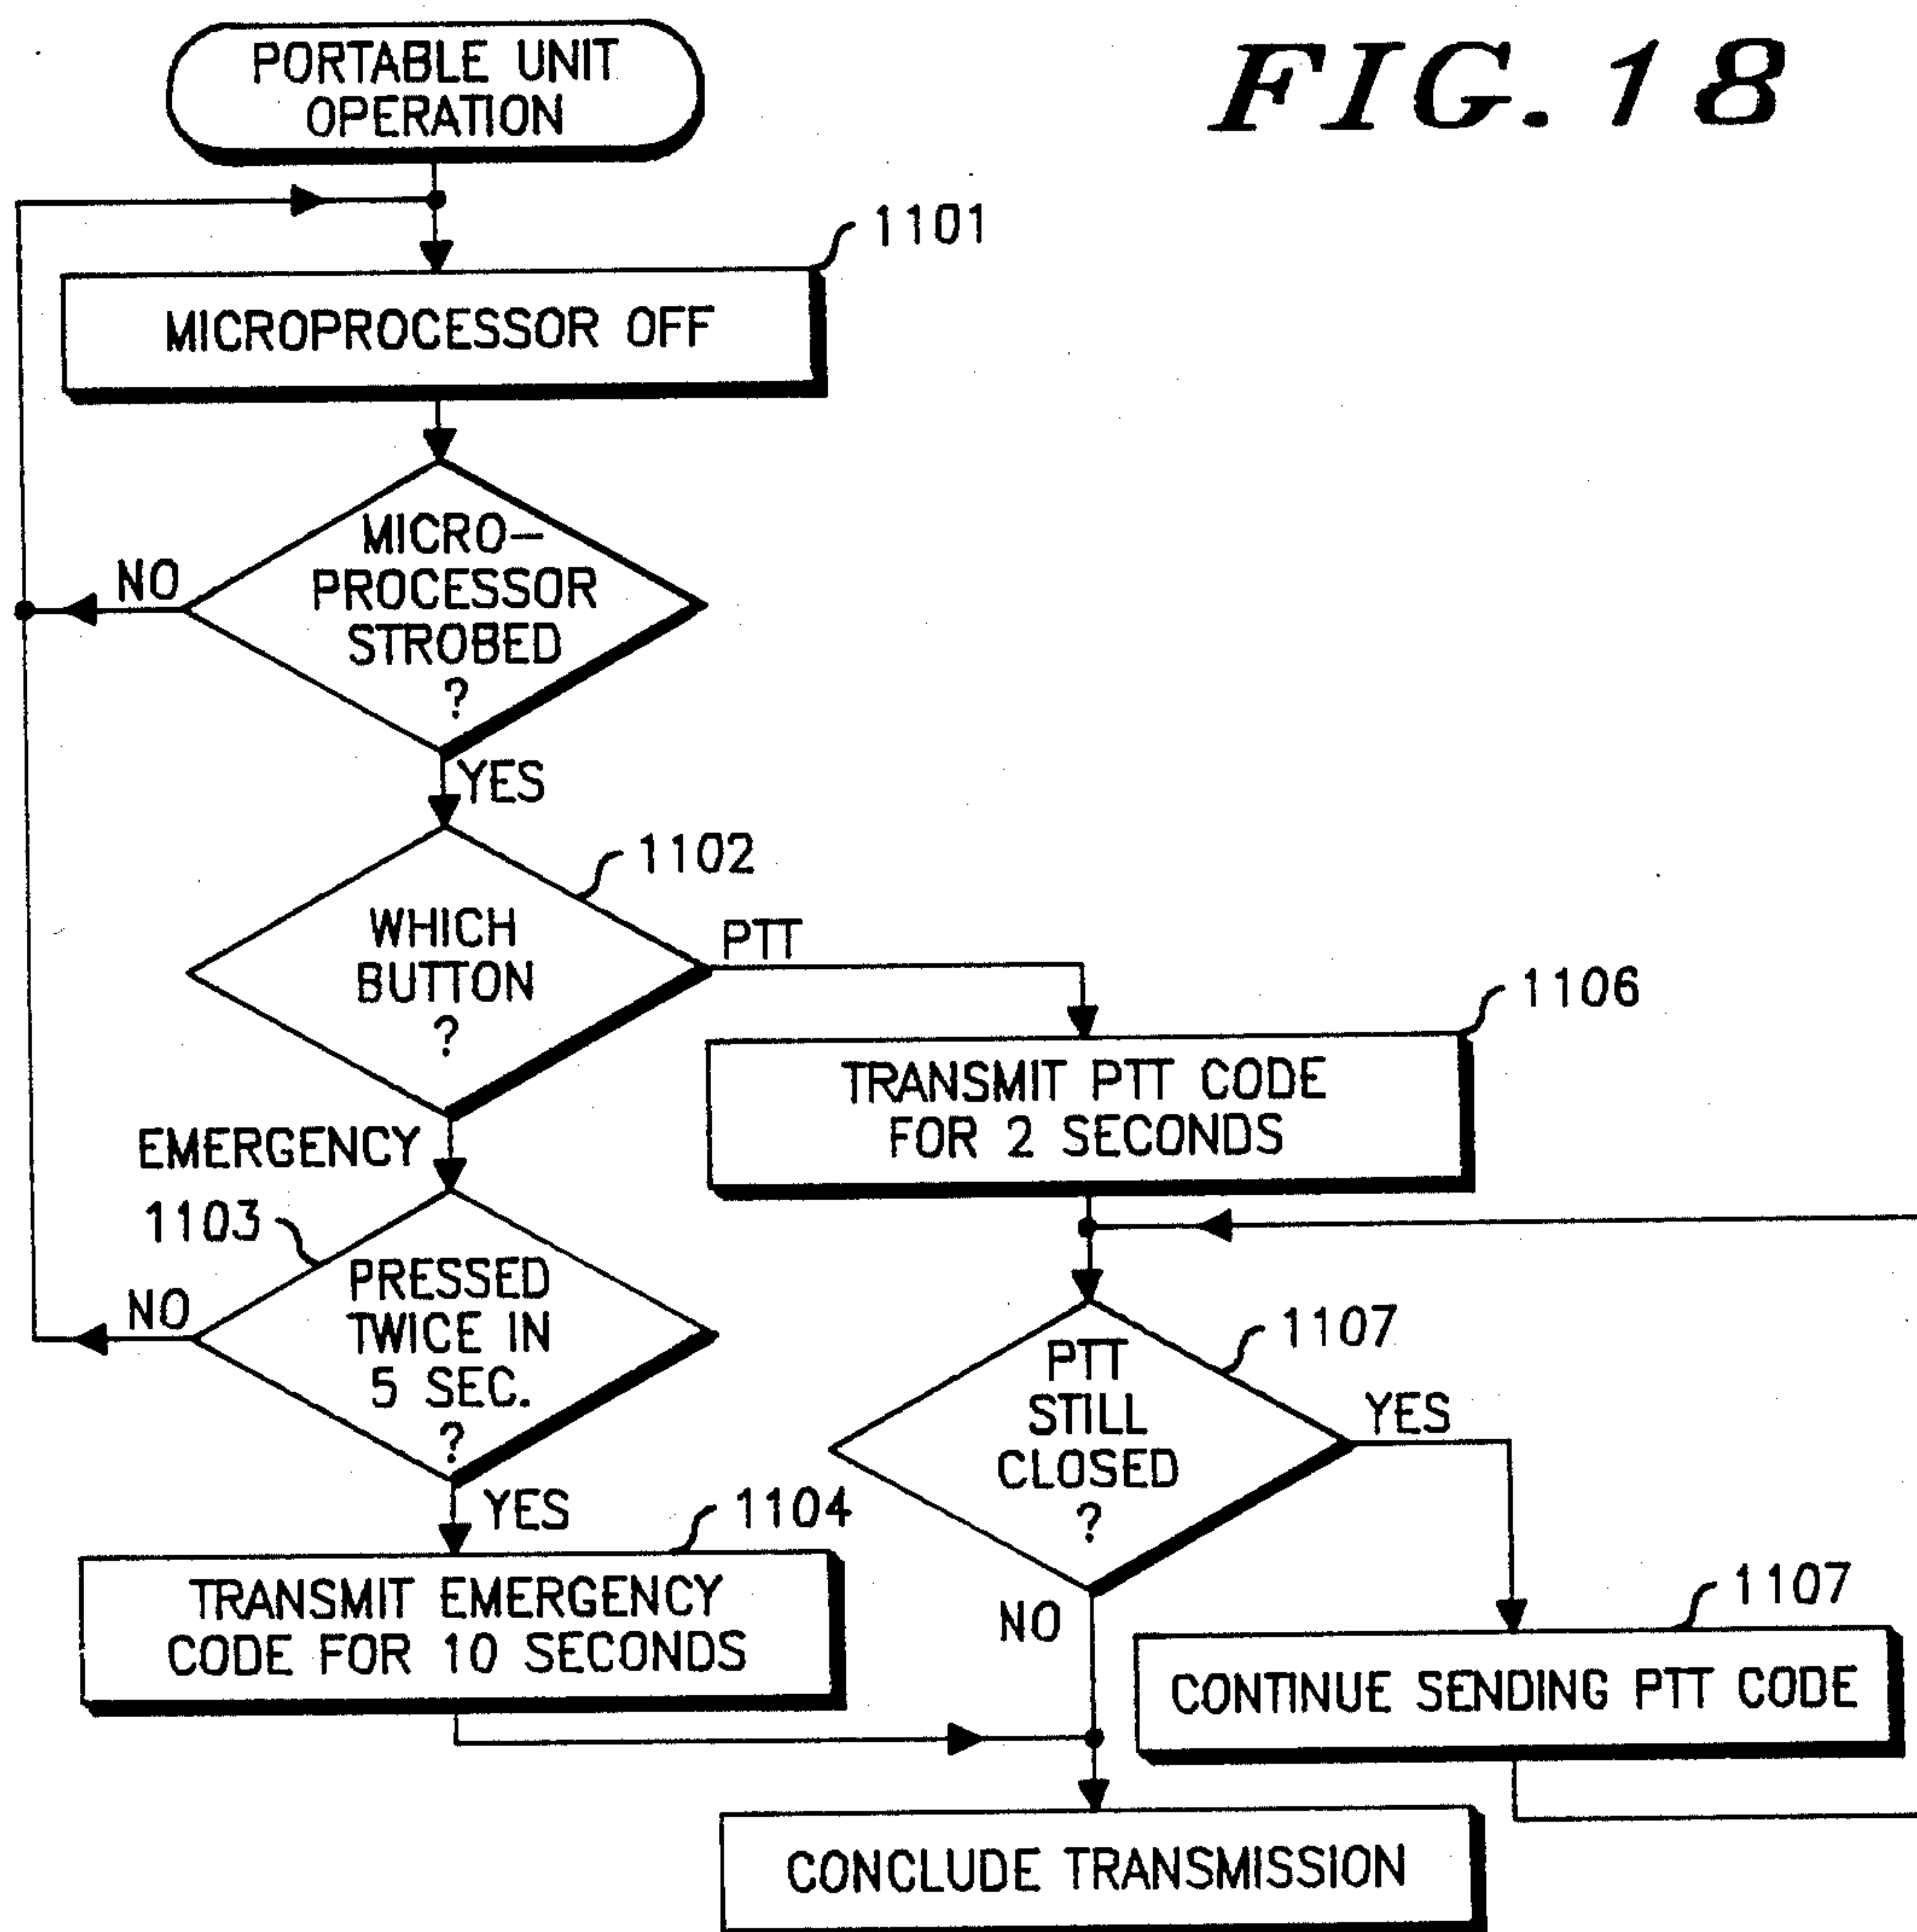 FIG. 18
PORTABLE UNIT
OPERATION
1101
MICROPROCESSOR OFF
MICRO-
PROCESSOR
STROBED
?
NO
YES
1102
WHICH
BUTTON
?
PTT
EMERGENCY
1106
TRANSMIT PTT CODE
FOR 2 SECONDS
1103
PRESSED
TWICE IN
5 SEC.
?
NO
YES
1107
PTT
STILL
CLOSED
?
YES
NO
1104
TRANSMIT EMERGENCY
CODE FOR 10 SECONDS
1107
CONTINUE SENDING PTT CODE
CONCLUDE TRANSMISSION